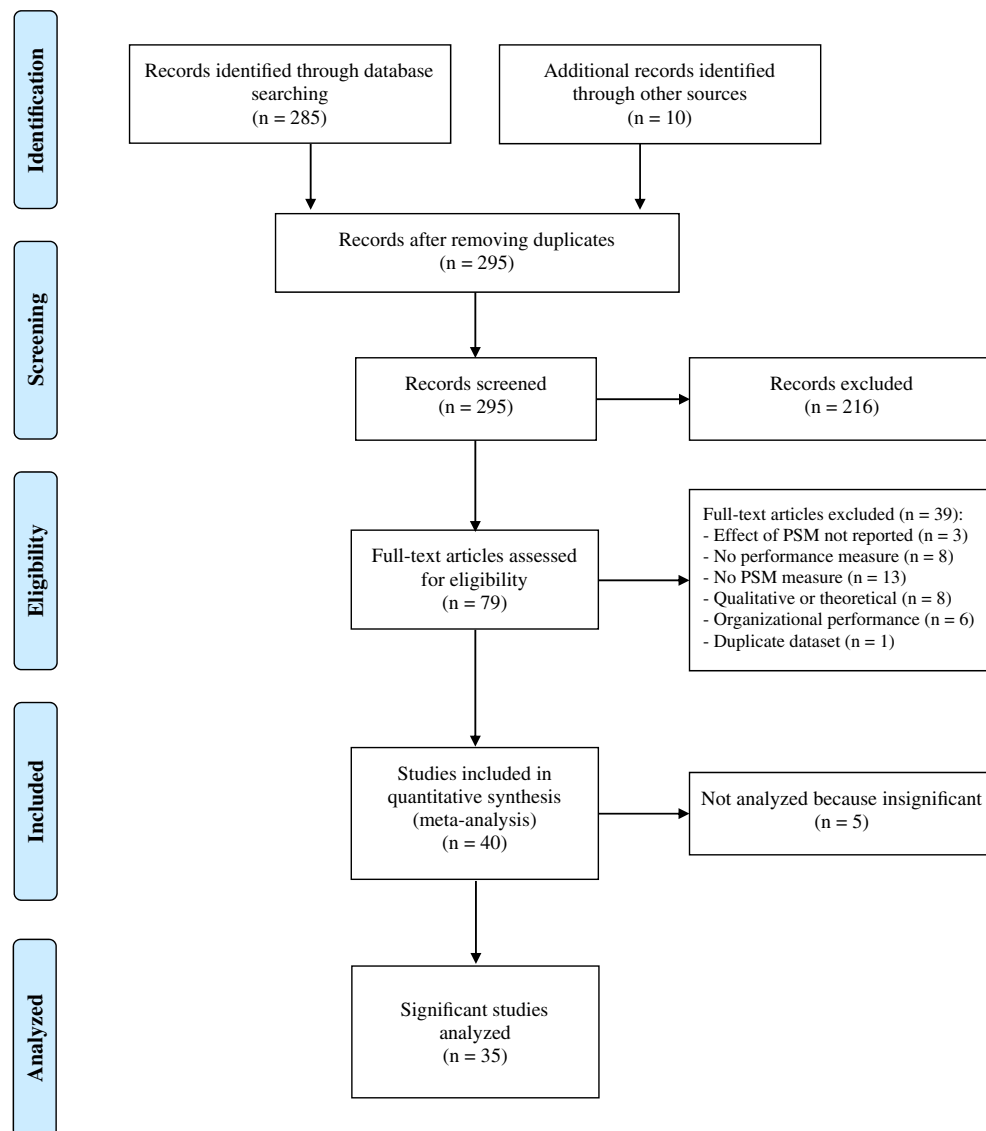 Identification
Records identified through database
searching
(n = 285)
Additional records identified
through other sources
(n = 10)
Records after removing duplicates
(n = 295)
Screening
Records screened
(n = 295)
Records excluded
(n = 216)
Eligibility
Full-text articles assessed
for eligibility
(n = 79)
Full-text articles excluded (n = 39):
- Effect of PSM not reported (n = 3)
- No performance measure (n = 8)
- No PSM measure (n = 13)
- Qualitative or theoretical (n = 8)
- Organizational performance (n = 6)
- Duplicate dataset (n = 1)
Included
Studies included in
quantitative synthesis
(meta-analysis)
(n = 40)
Not analyzed because insignificant
(n = 5)
Analyzed
Significant studies
analyzed
(n = 35)